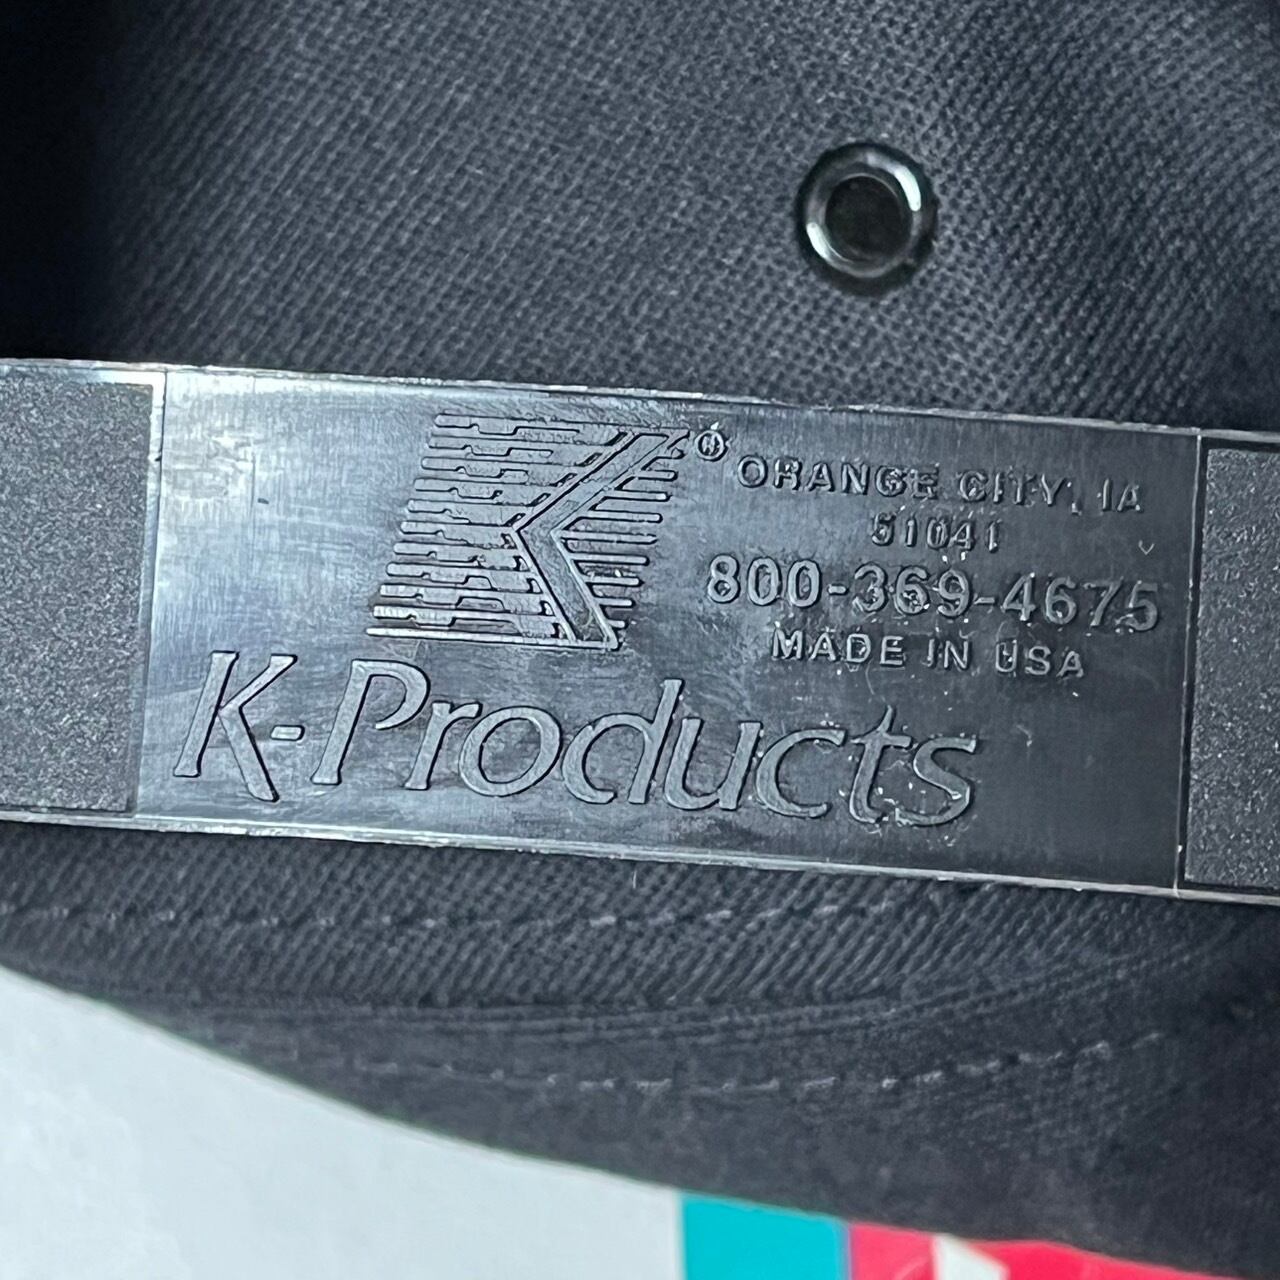 K® ORANGE CITY, IA
51041
800-369-4675
MADE IN USA
K-Products